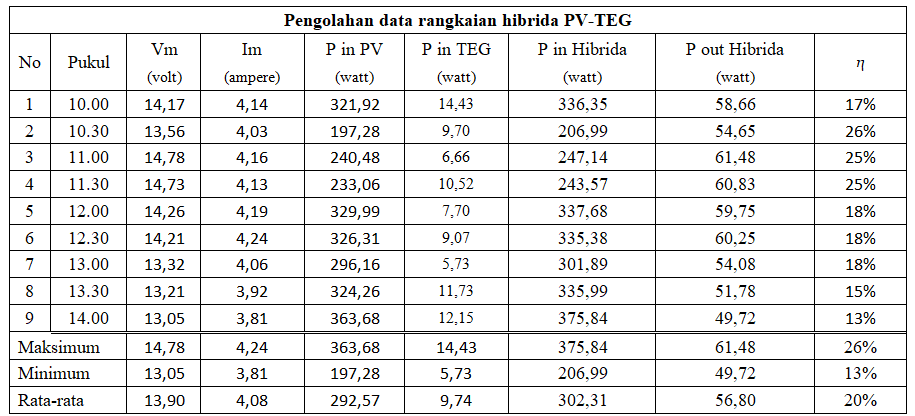 Pengolahan data rangkaian hibrida PV-TEG
No Pukul Vm (volt) Im (ampere) P in PV (watt) P in TEG (watt) P in Hibrida (watt) P out Hibrida (watt) η
1 10.00 14,17 4,14 321,92 14,43 336,35 58,66 17%
2 10.30 13,56 4,03 197,28 9,70 206,99 54,65 26%
3 11.00 14,78 4,16 240,48 6,66 247,14 61,48 25%
4 11.30 14,73 4,13 233,06 10,52 243,57 60,83 25%
5 12.00 14,26 4,19 329,99 7,70 337,68 59,75 18%
6 12.30 14,21 4,24 326,31 9,07 335,38 60,25 18%
7 13.00 13,32 4,06 296,16 5,73 301,89 54,08 18%
8 13.30 13,21 3,92 324,26 11,73 335,99 51,78 15%
9 14.00 13,05 3,81 363,68 12,15 375,84 49,72 13%
Maksimum 14,78 4,24 363,68 14,43 375,84 61,48 26%
Minimum 13,05 3,81 197,28 5,73 206,99 49,72 13%
Rata-rata 13,90 4,08 292,57 9,74 302,31 56,80 20%